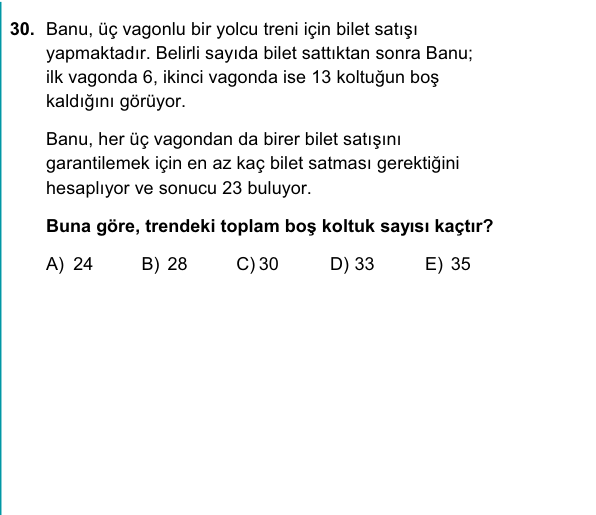 30. Banu, üç vagonlu bir yolcu treni için bilet satışı
yapmaktadır. Belirli sayıda bilet sattıktan sonra Banu;
ilk vagonda 6, ikinci vagonda ise 13 koltuğun boş
kaldığını görüyor.
Banu, her üç vagondan da birer bilet satışını
garantilemek için en az kaç bilet satması gerektiğini
hesaplıyor ve sonucu 23 buluyor.
Buna göre, trendeki toplam boş koltuk sayısı kaçtır?
A) 24 B) 28 C) 30 D) 33 E) 35